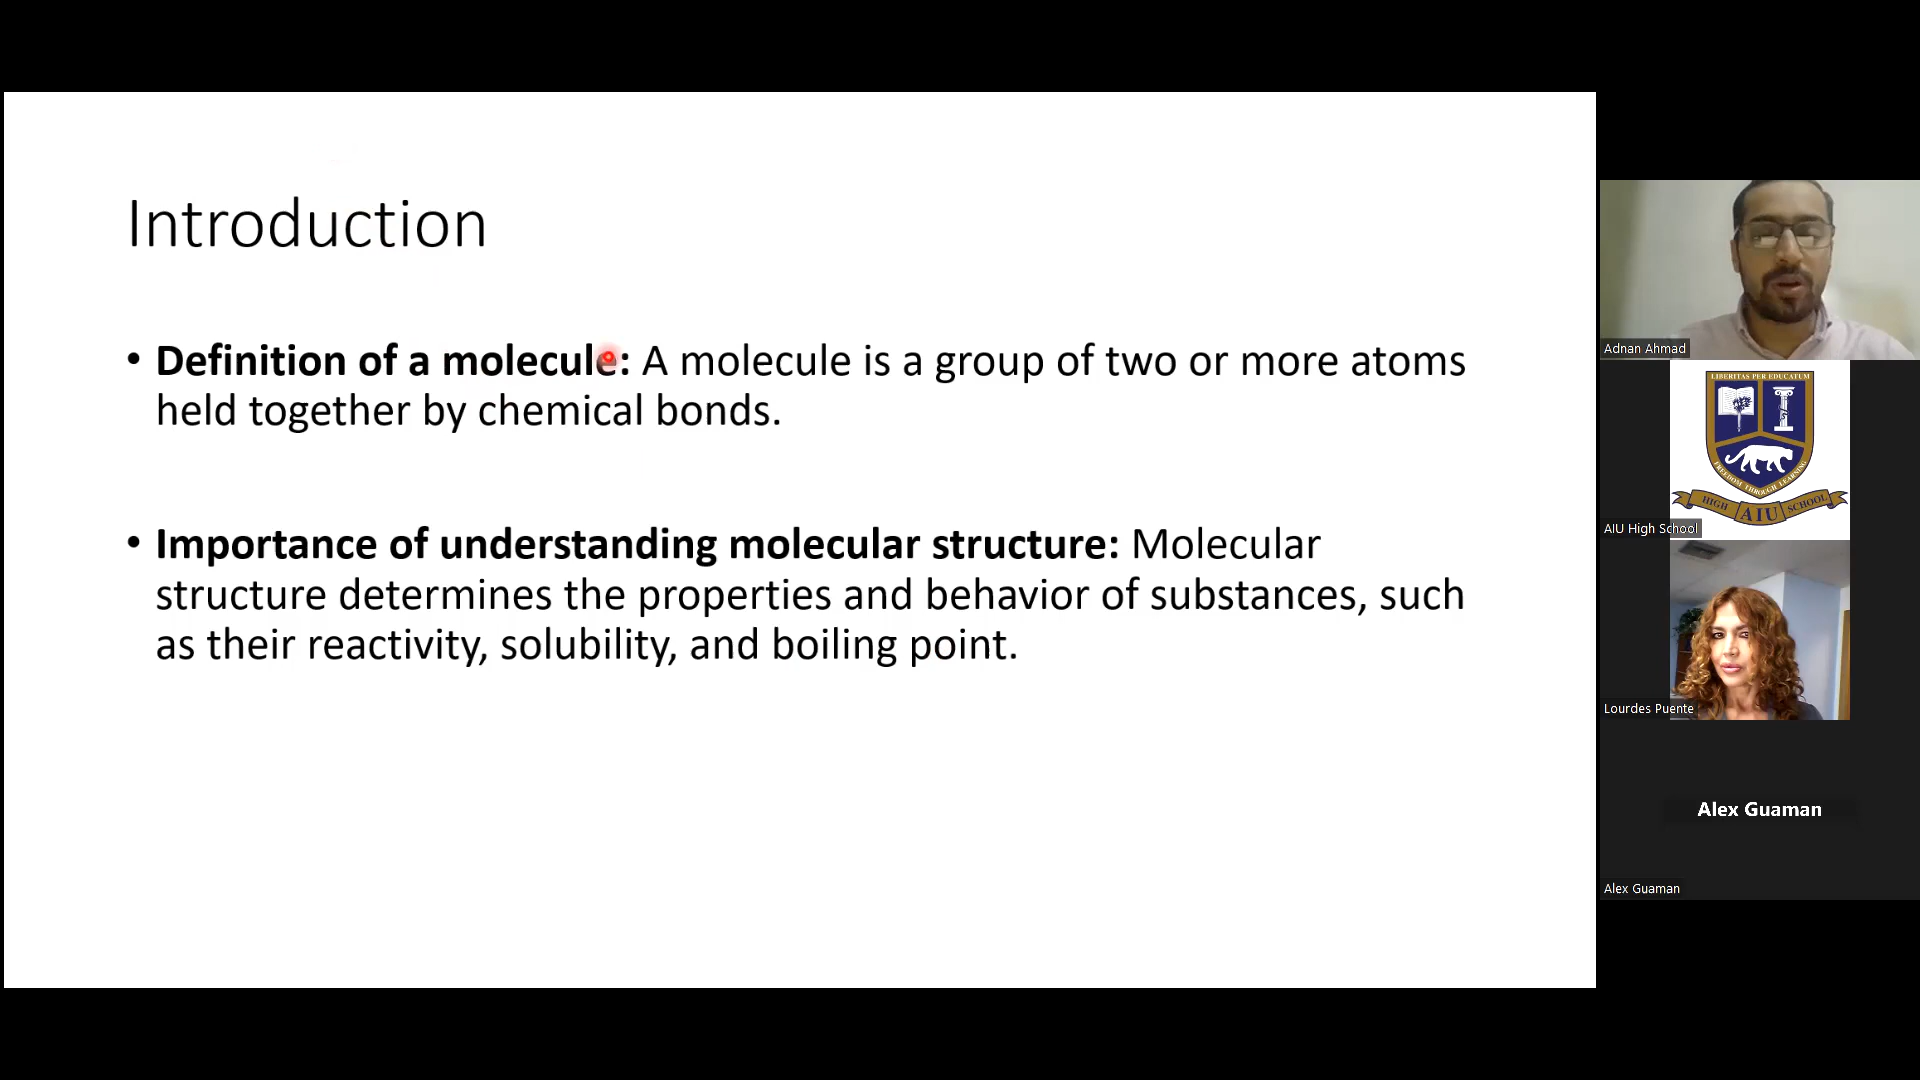 Introduction
• Definition of a molecule: A molecule is a group of two or more atoms
held together by chemical bonds.
• Importance of understanding molecular structure: Molecular
structure determines the properties and behavior of substances, such
as their reactivity, solubility, and boiling point.
Adnan Ahmad
LIBERITAS PER EDUCATUM
FREEDOM THROUGH LEARNING
HIGH AIU SCHOOL
AIU High School
Lourdes Puente
Alex Guaman
Alex Guaman